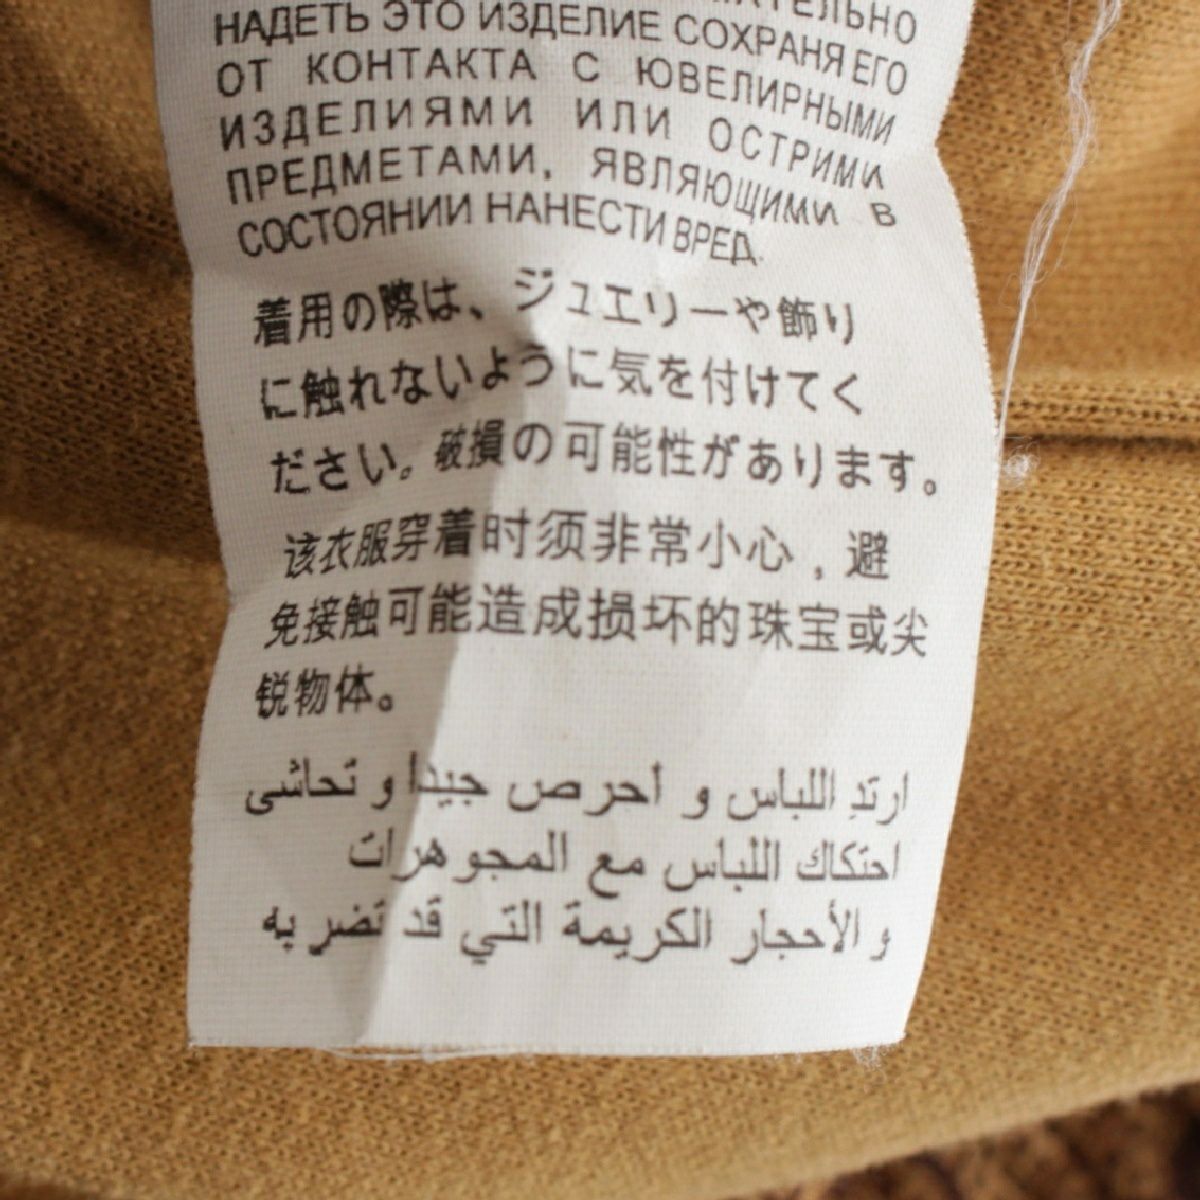 НАДЕТЬ ЭТО ИЗДЕЛИЕ СОХРАНЯ ЕГО
ОТ КОНТАКТА С ЮВЕЛИРНЫМИ
ИЗДЕЛИЯМИ ИЛИ ОСТРИМИ
ПРЕДМЕТАМИ, ЯВЛЯЮЩИМИ В
СОСТОЯНИИ НАНЕСТИ ВРЕД.
着用の際は、ジュエリーや飾り
に触れないように気を付けてく
ださい。破損の可能性があります。
该衣服穿着时须非常小心，避
免接触可能造成损坏的珠宝或尖
锐物体。
ارتدِ اللباس و احرص جيدا و تحاشى
احتكاك اللباس مع المجوهرات
و الأحجار الكريمة التي قد تضر به